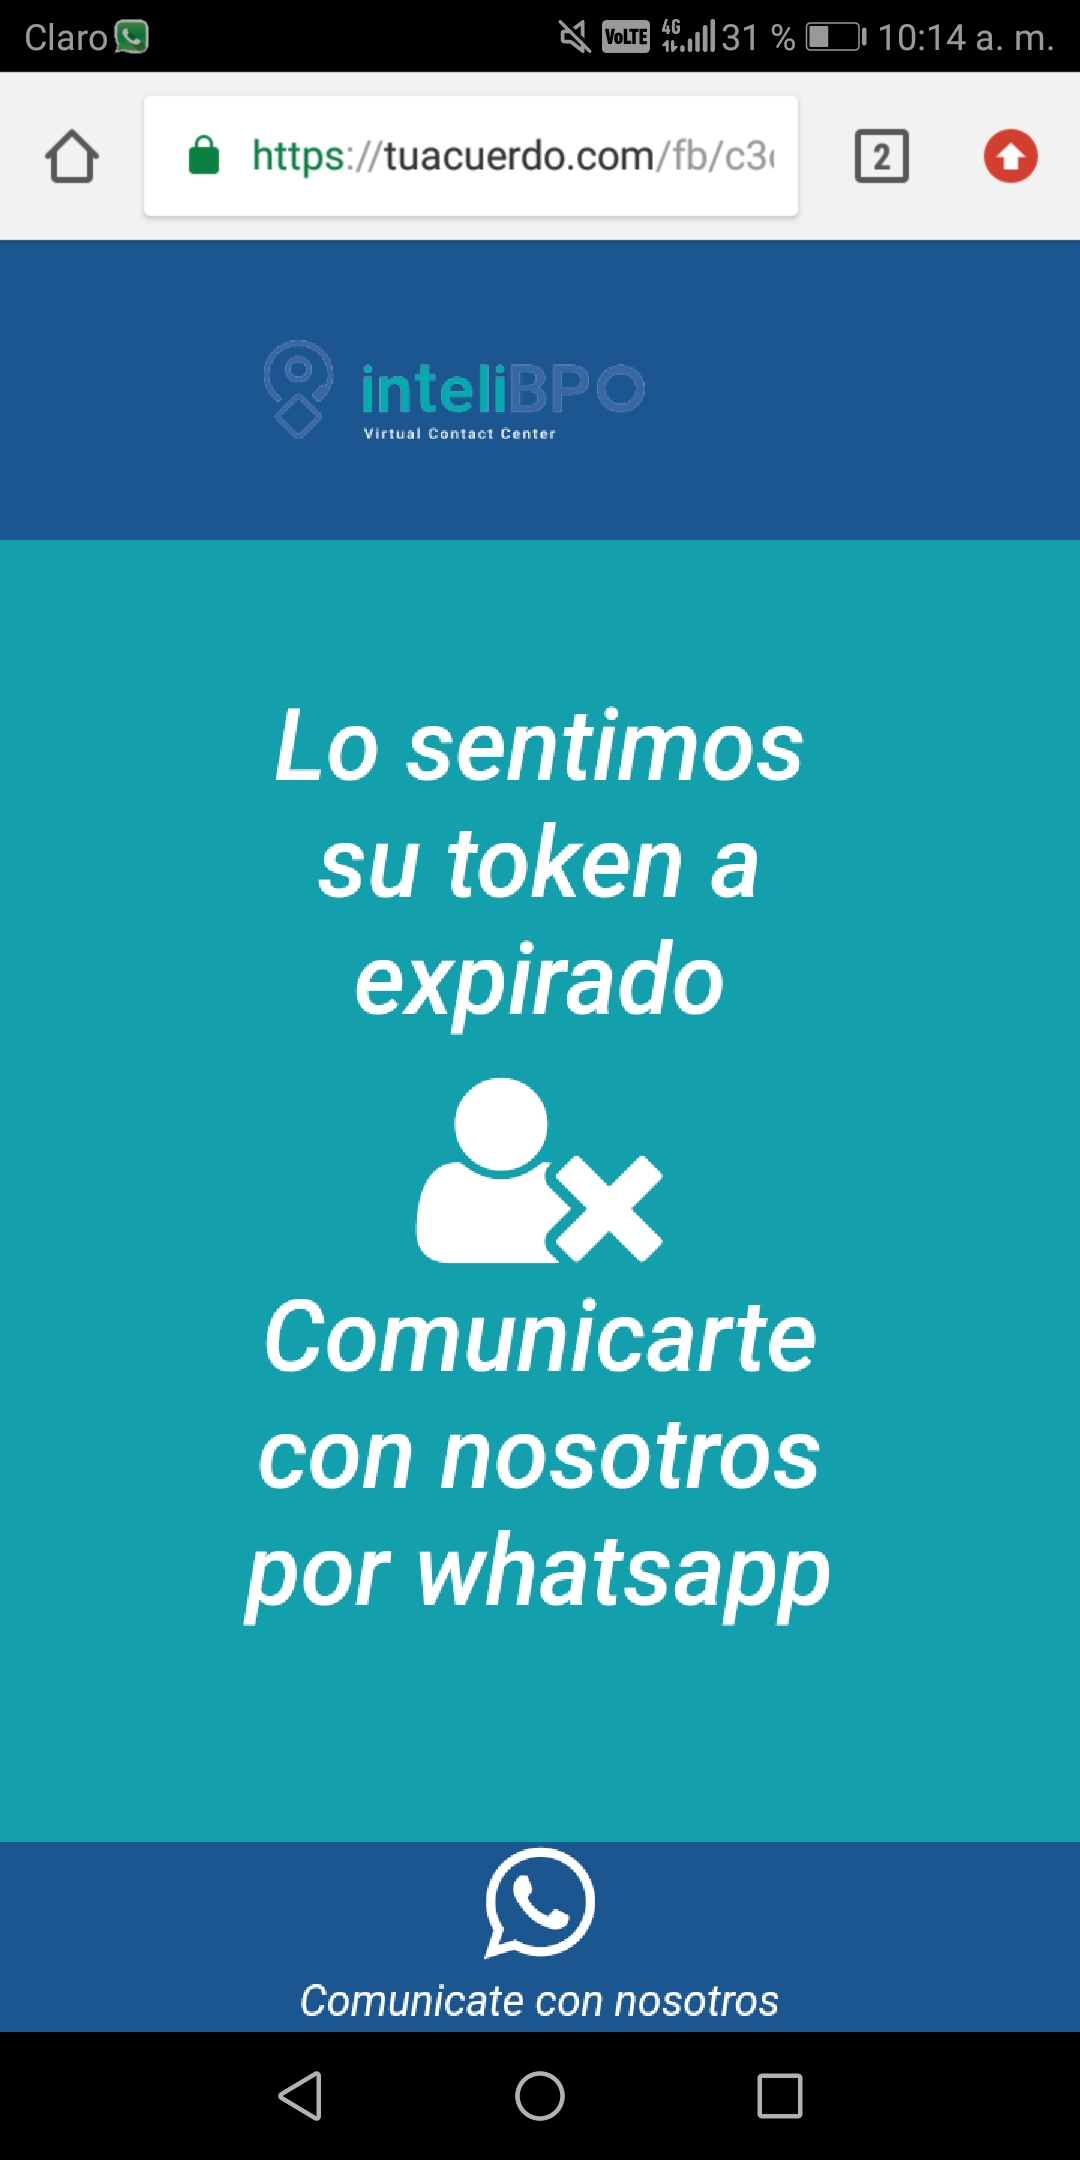 Claro VoLTE 4G 31 % 10:14 a. m.
https://tuacuerdo.com/fb/c3
2
inteliBPO
Virtual Contact Center
Lo sentimos
su token a
expirado
Comunicarte
con nosotros
por whatsapp
Comunicate con nosotros